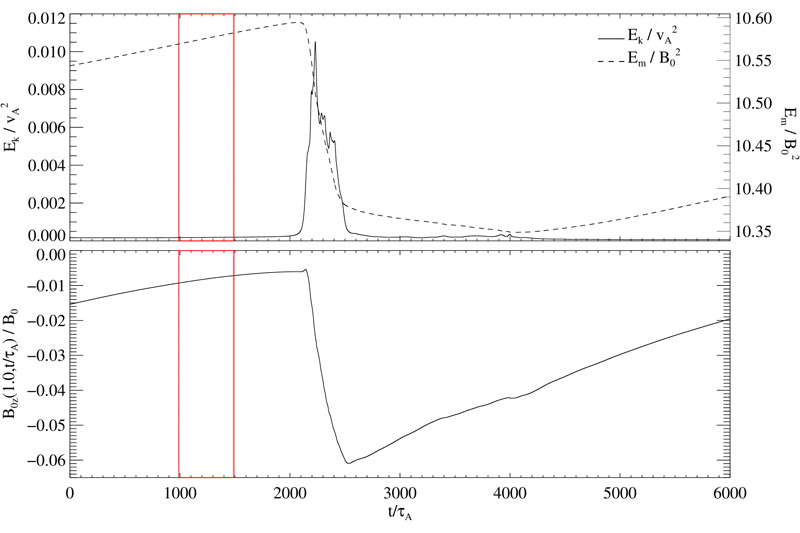 0.012
0.010
0.008
0.006
0.004
0.002
0.000
E_k / v_A^2
E_k / v_A^2
E_m / B_0^2
10.60
10.55
10.50
10.45
10.40
10.35
E_m / B_0^2
0.00
−0.01
−0.02
−0.03
−0.04
−0.05
−0.06
B_0z(1.0,t/τ_A) / B_0
0 1000 2000 3000 4000 5000 6000
t/τ_A